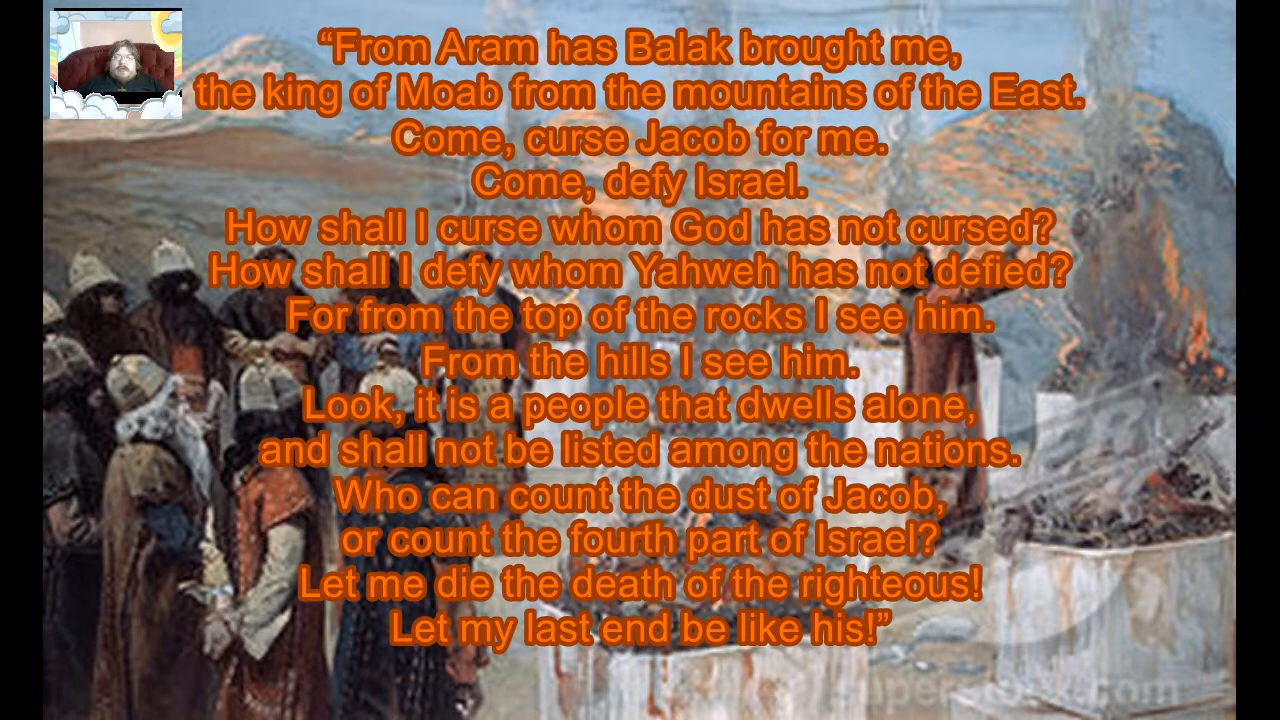 “From Aram has Balak brought me,
the king of Moab from the mountains of the East.
Come, curse Jacob for me.
Come, defy Israel.
How shall I curse whom God has not cursed?
How shall I defy whom Yahweh has not defied?
For from the top of the rocks I see him.
From the hills I see him.
Look, it is a people that dwells alone,
and shall not be listed among the nations.
Who can count the dust of Jacob,
or count the fourth part of Israel?
Let me die the death of the righteous!
Let my last end be like his!”